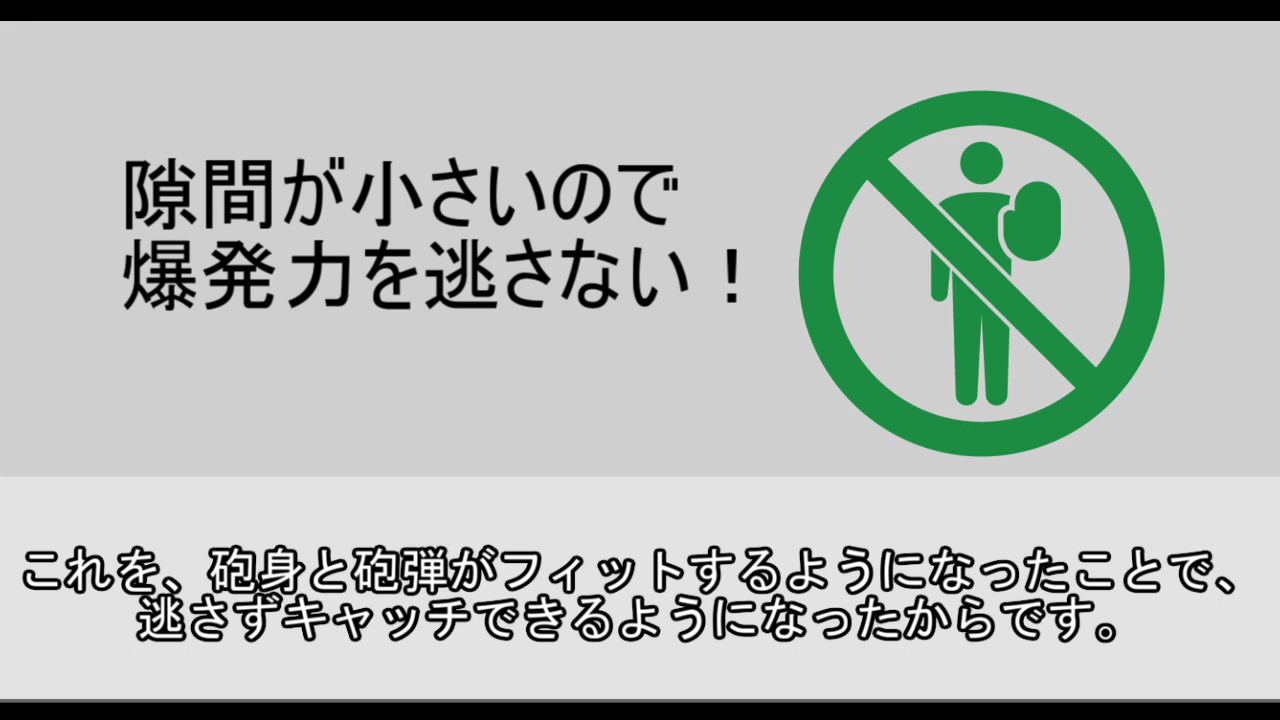 隙間が小さいので
爆発力を逃さない！
これを、砲身と砲弾がフィットするようになったことで、
逃さずキャッチできるようになったからです。